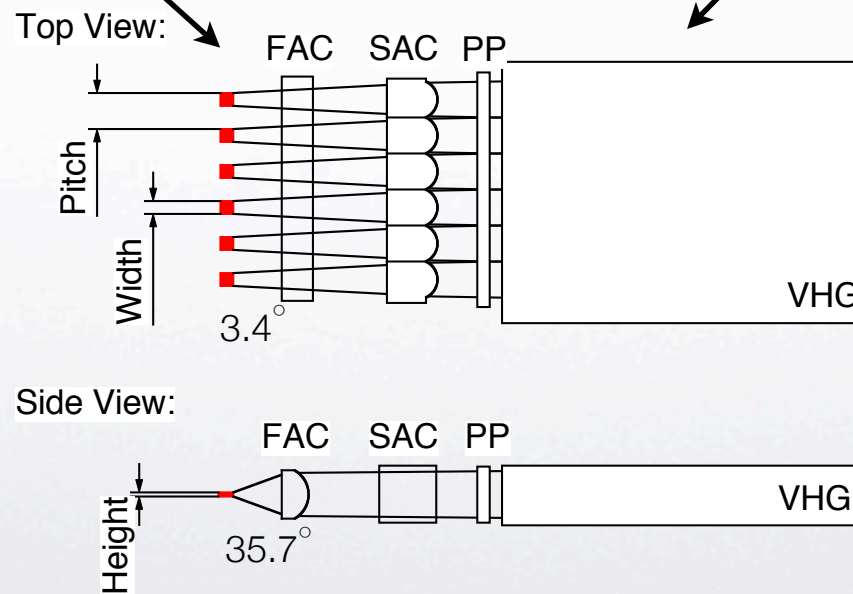 Top View:
FAC SAC PP
Pitch
Width
3.4°
VHG
Side View:
FAC SAC PP
Height
35.7°
VHG